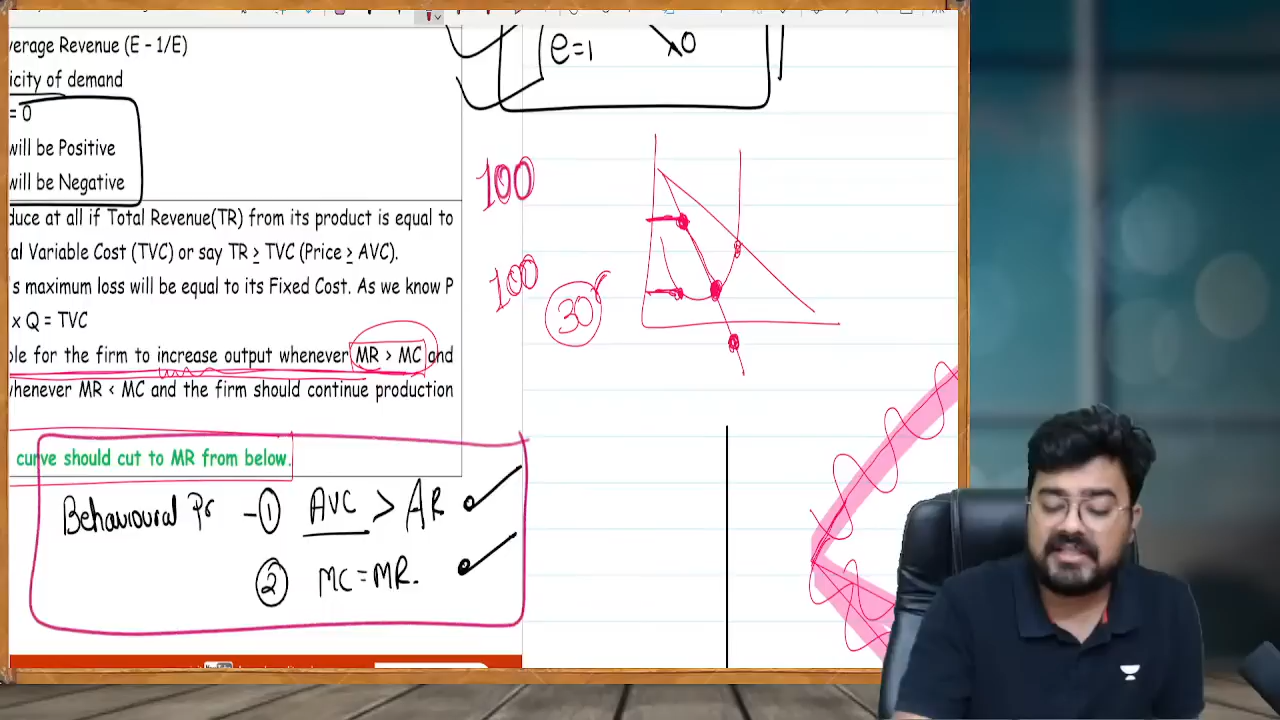 verage Revenue (E - 1/E)
icity of demand
= 0
will be Positive
will be Negative
duce at all if Total Revenue(TR) from its product is equal to
al Variable Cost (TVC) or say TR ≥ TVC (Price ≥ AVC).
s maximum loss will be equal to its Fixed Cost. As we know P
x Q = TVC
ble for the firm to increase output whenever MR > MC and
whenever MR < MC and the firm should continue production
curve should cut to MR from below.
Behavioural Pr - ① AVC > AR
② MC = MR.
e=1 0
100
100
30